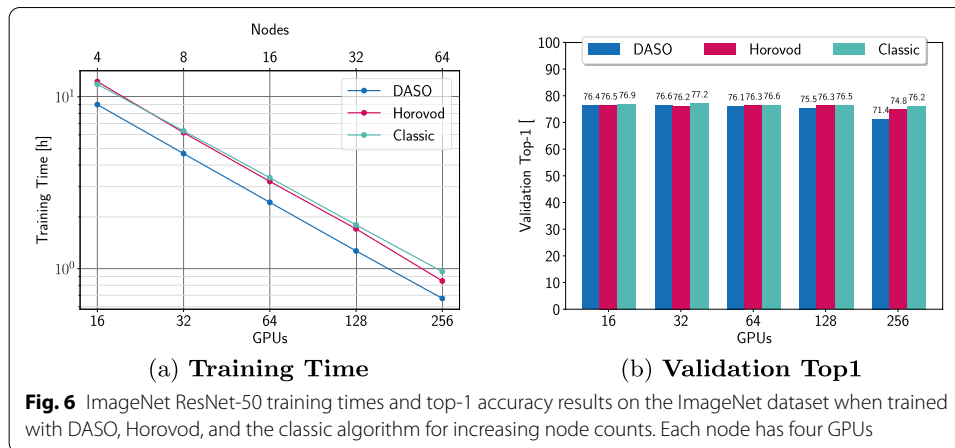 Nodes
4 8 16 32 64
DASO
Horovod
Classic
10^1
10^0
Training Time [h]
16 32 64 128 256
GPUs
(a) Training Time
DASO Horovod Classic
100
90
80
70
60
50
40
30
20
10
0
Validation Top-1 [
76.4 76.5 76.9
76.6 76.2 77.2
76.1 76.3 76.6
75.5 76.3 76.5
71.4 74.8 76.2
16 32 64 128 256
GPUs
(b) Validation Top1
Fig. 6 ImageNet ResNet-50 training times and top-1 accuracy results on the ImageNet dataset when trained
with DASO, Horovod, and the classic algorithm for increasing node counts. Each node has four GPUs